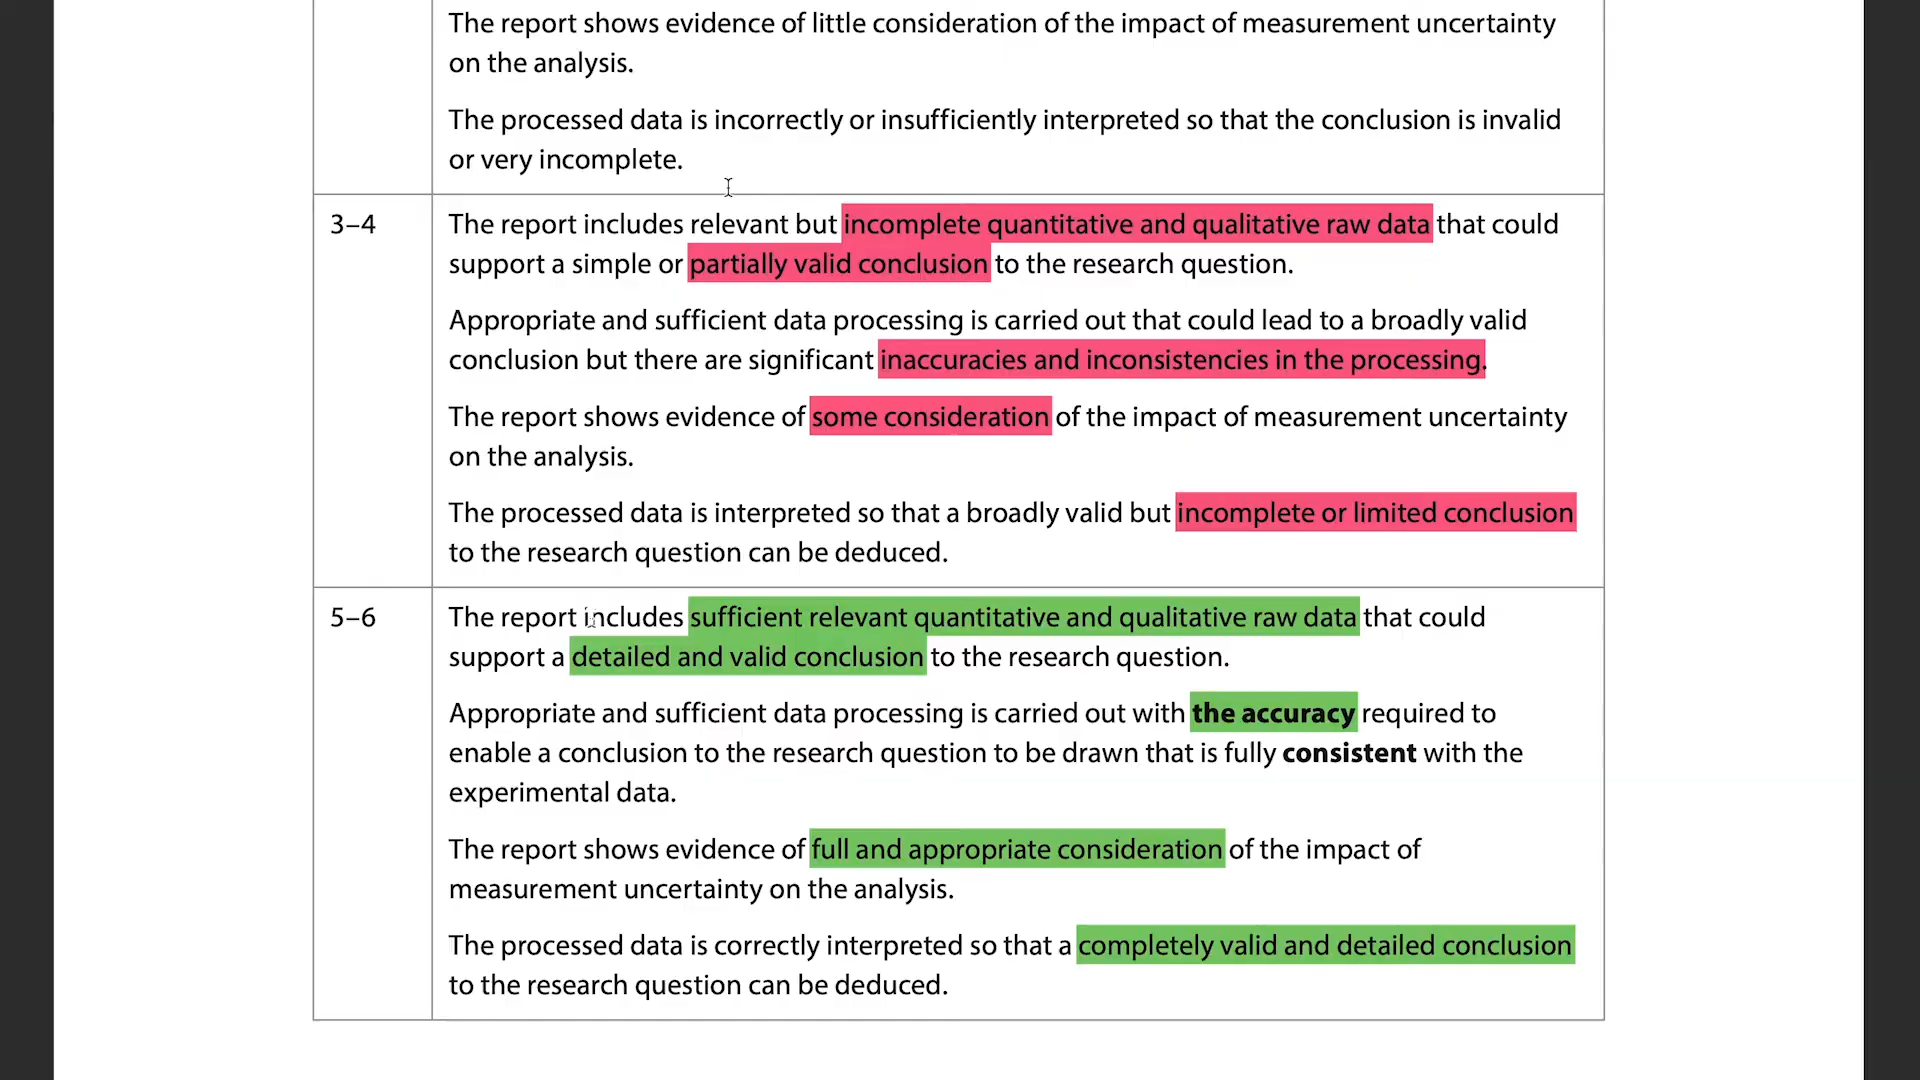 The report shows evidence of little consideration of the impact of measurement uncertainty
on the analysis.
The processed data is incorrectly or insufficiently interpreted so that the conclusion is invalid
or very incomplete.
3–4
The report includes relevant but incomplete quantitative and qualitative raw data that could
support a simple or partially valid conclusion to the research question.
Appropriate and sufficient data processing is carried out that could lead to a broadly valid
conclusion but there are significant inaccuracies and inconsistencies in the processing.
The report shows evidence of some consideration of the impact of measurement uncertainty
on the analysis.
The processed data is interpreted so that a broadly valid but incomplete or limited conclusion
to the research question can be deduced.
5–6
The report includes sufficient relevant quantitative and qualitative raw data that could
support a detailed and valid conclusion to the research question.
Appropriate and sufficient data processing is carried out with the accuracy required to
enable a conclusion to the research question to be drawn that is fully consistent with the
experimental data.
The report shows evidence of full and appropriate consideration of the impact of
measurement uncertainty on the analysis.
The processed data is correctly interpreted so that a completely valid and detailed conclusion
to the research question can be deduced.